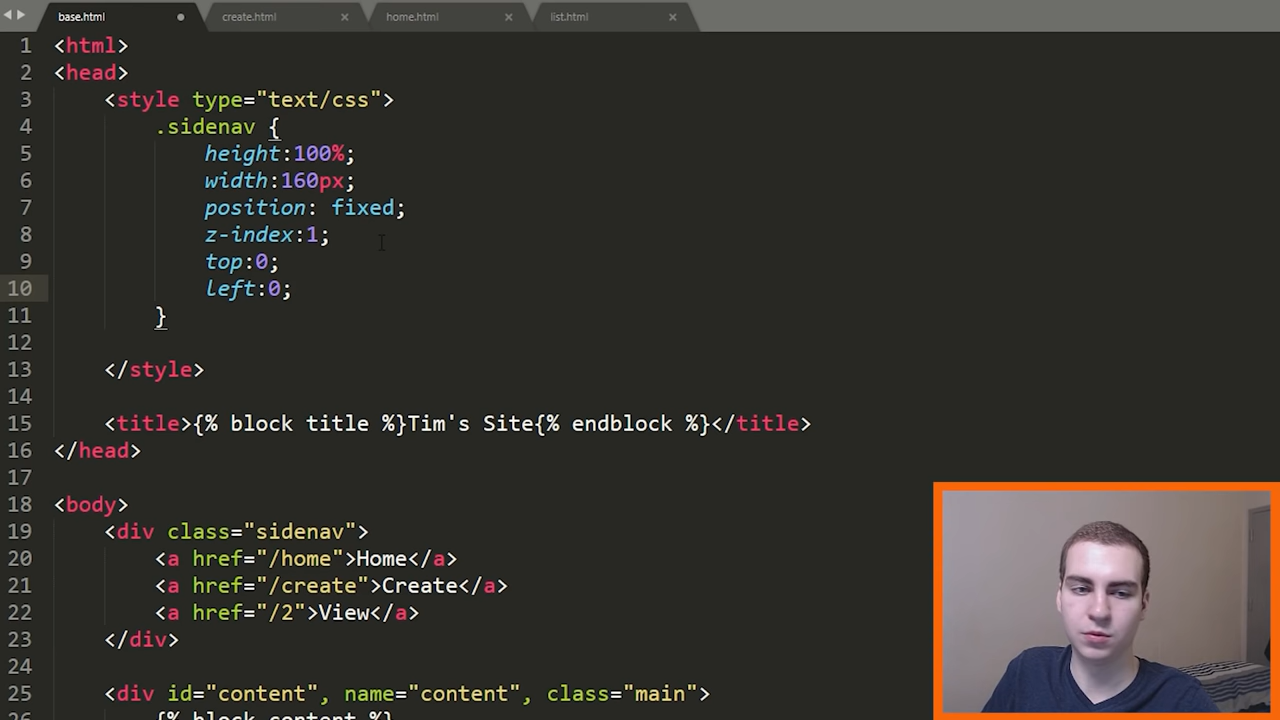 base.html create.html home.html list.html
1 <html>
2 <head>
3 <style type="text/css">
4 .sidenav {
5 height:100%;
6 width:160px;
7 position: fixed;
8 z-index:1;
9 top:0;
10 left:0;
11 }
12
13 </style>
14
15 <title>{% block title %}Tim's Site{% endblock %}</title>
16 </head>
17
18 <body>
19 <div class="sidenav">
20 <a href="/home">Home</a>
21 <a href="/create">Create</a>
22 <a href="/2">View</a>
23 </div>
24
25 <div id="content", name="content", class="main">
26 {% block content %}